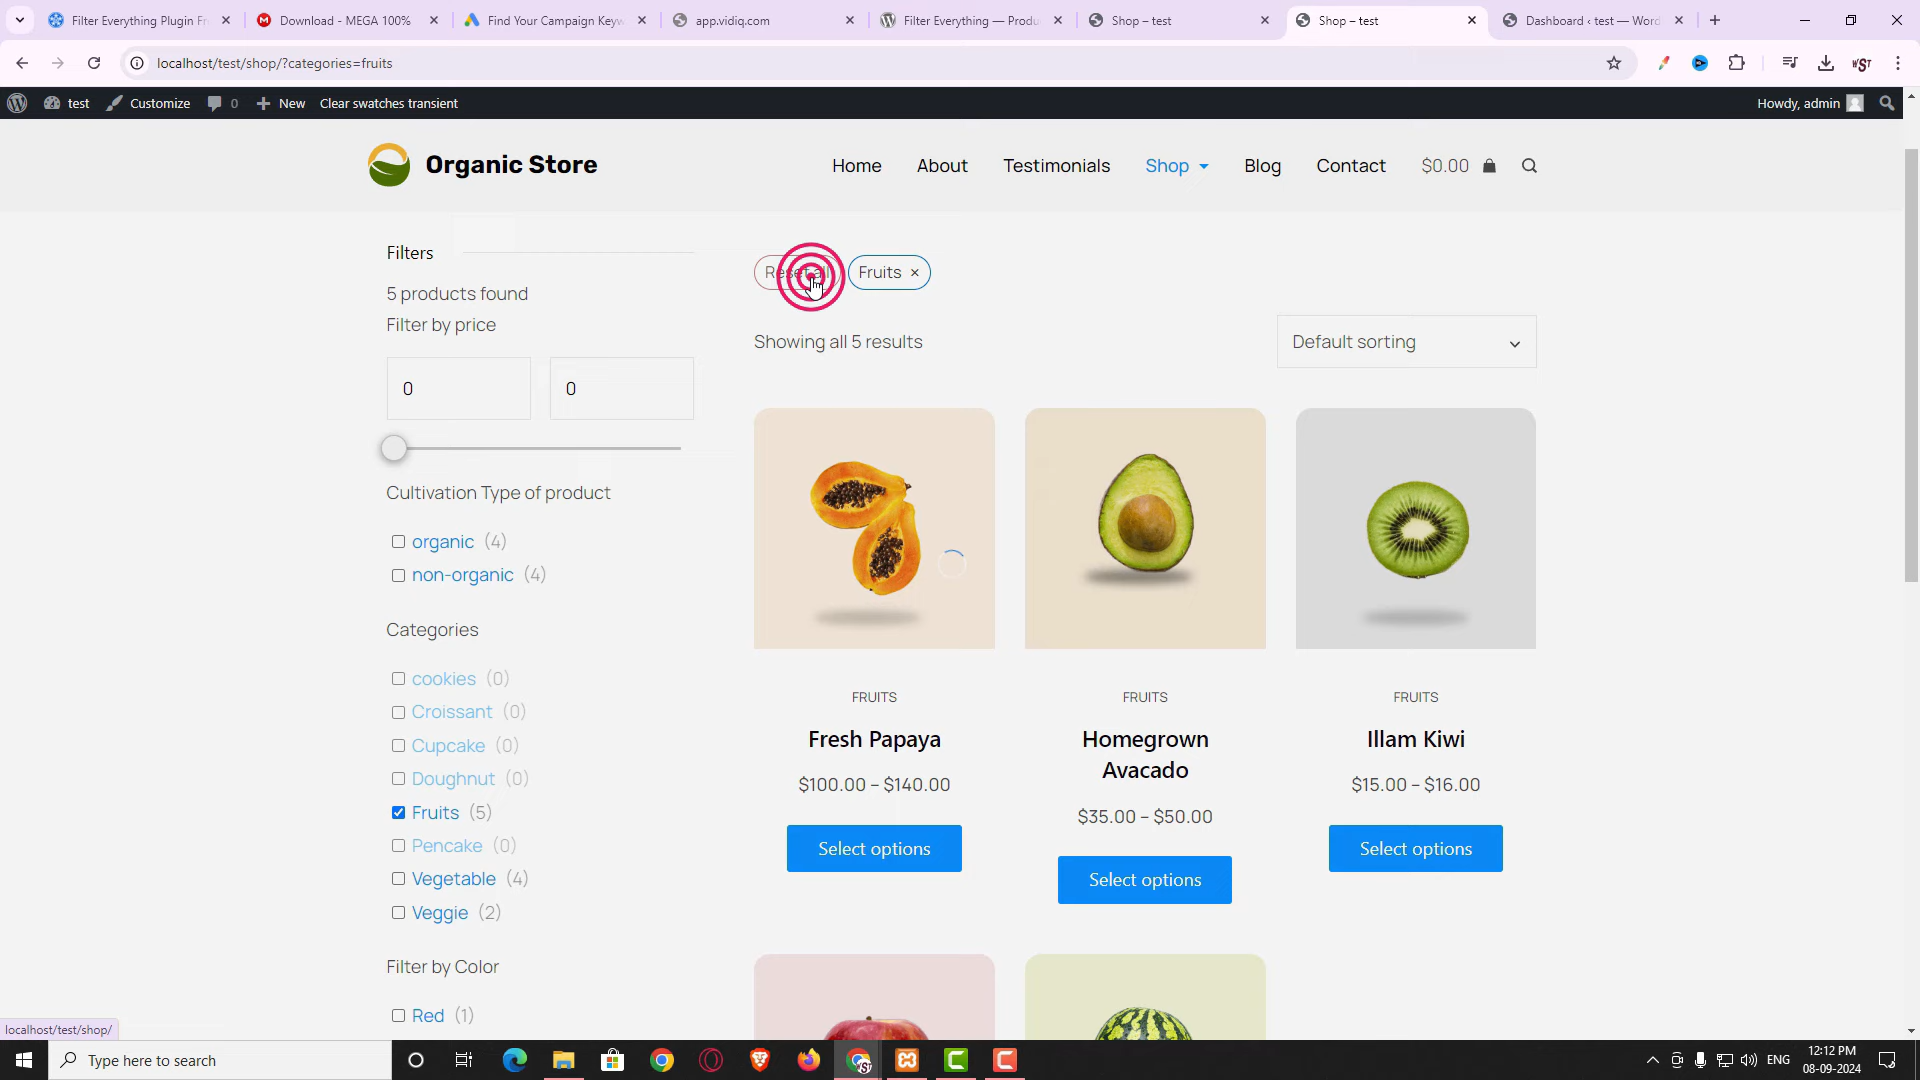 Filter Everything Plugin Fr
Download - MEGA 100%
Find Your Campaign Keyw
app.vidiq.com
Filter Everything — Produ
Shop – test
Shop – test
Dashboard ‹ test — Word
localhost/test/shop/?categories=fruits
test
Customize
0
New
Clear swatches transient
Howdy, admin
Organic Store
Home
About
Testimonials
Shop
Blog
Contact
$0.00
Filters
5 products found
Filter by price
0
0
Cultivation Type of product
organic (4)
non-organic (4)
Categories
cookies (0)
Croissant (0)
Cupcake (0)
Doughnut (0)
Fruits (5)
Pencake (0)
Vegetable (4)
Veggie (2)
Filter by Color
Red (1)
Reset all
Fruits ×
Showing all 5 results
Default sorting
FRUITS
Fresh Papaya
$100.00 – $140.00
Select options
FRUITS
Homegrown
Avacado
$35.00 – $50.00
Select options
FRUITS
Illam Kiwi
$15.00 – $16.00
Select options
localhost/test/shop/
Type here to search
ENG
12:12 PM
08-09-2024